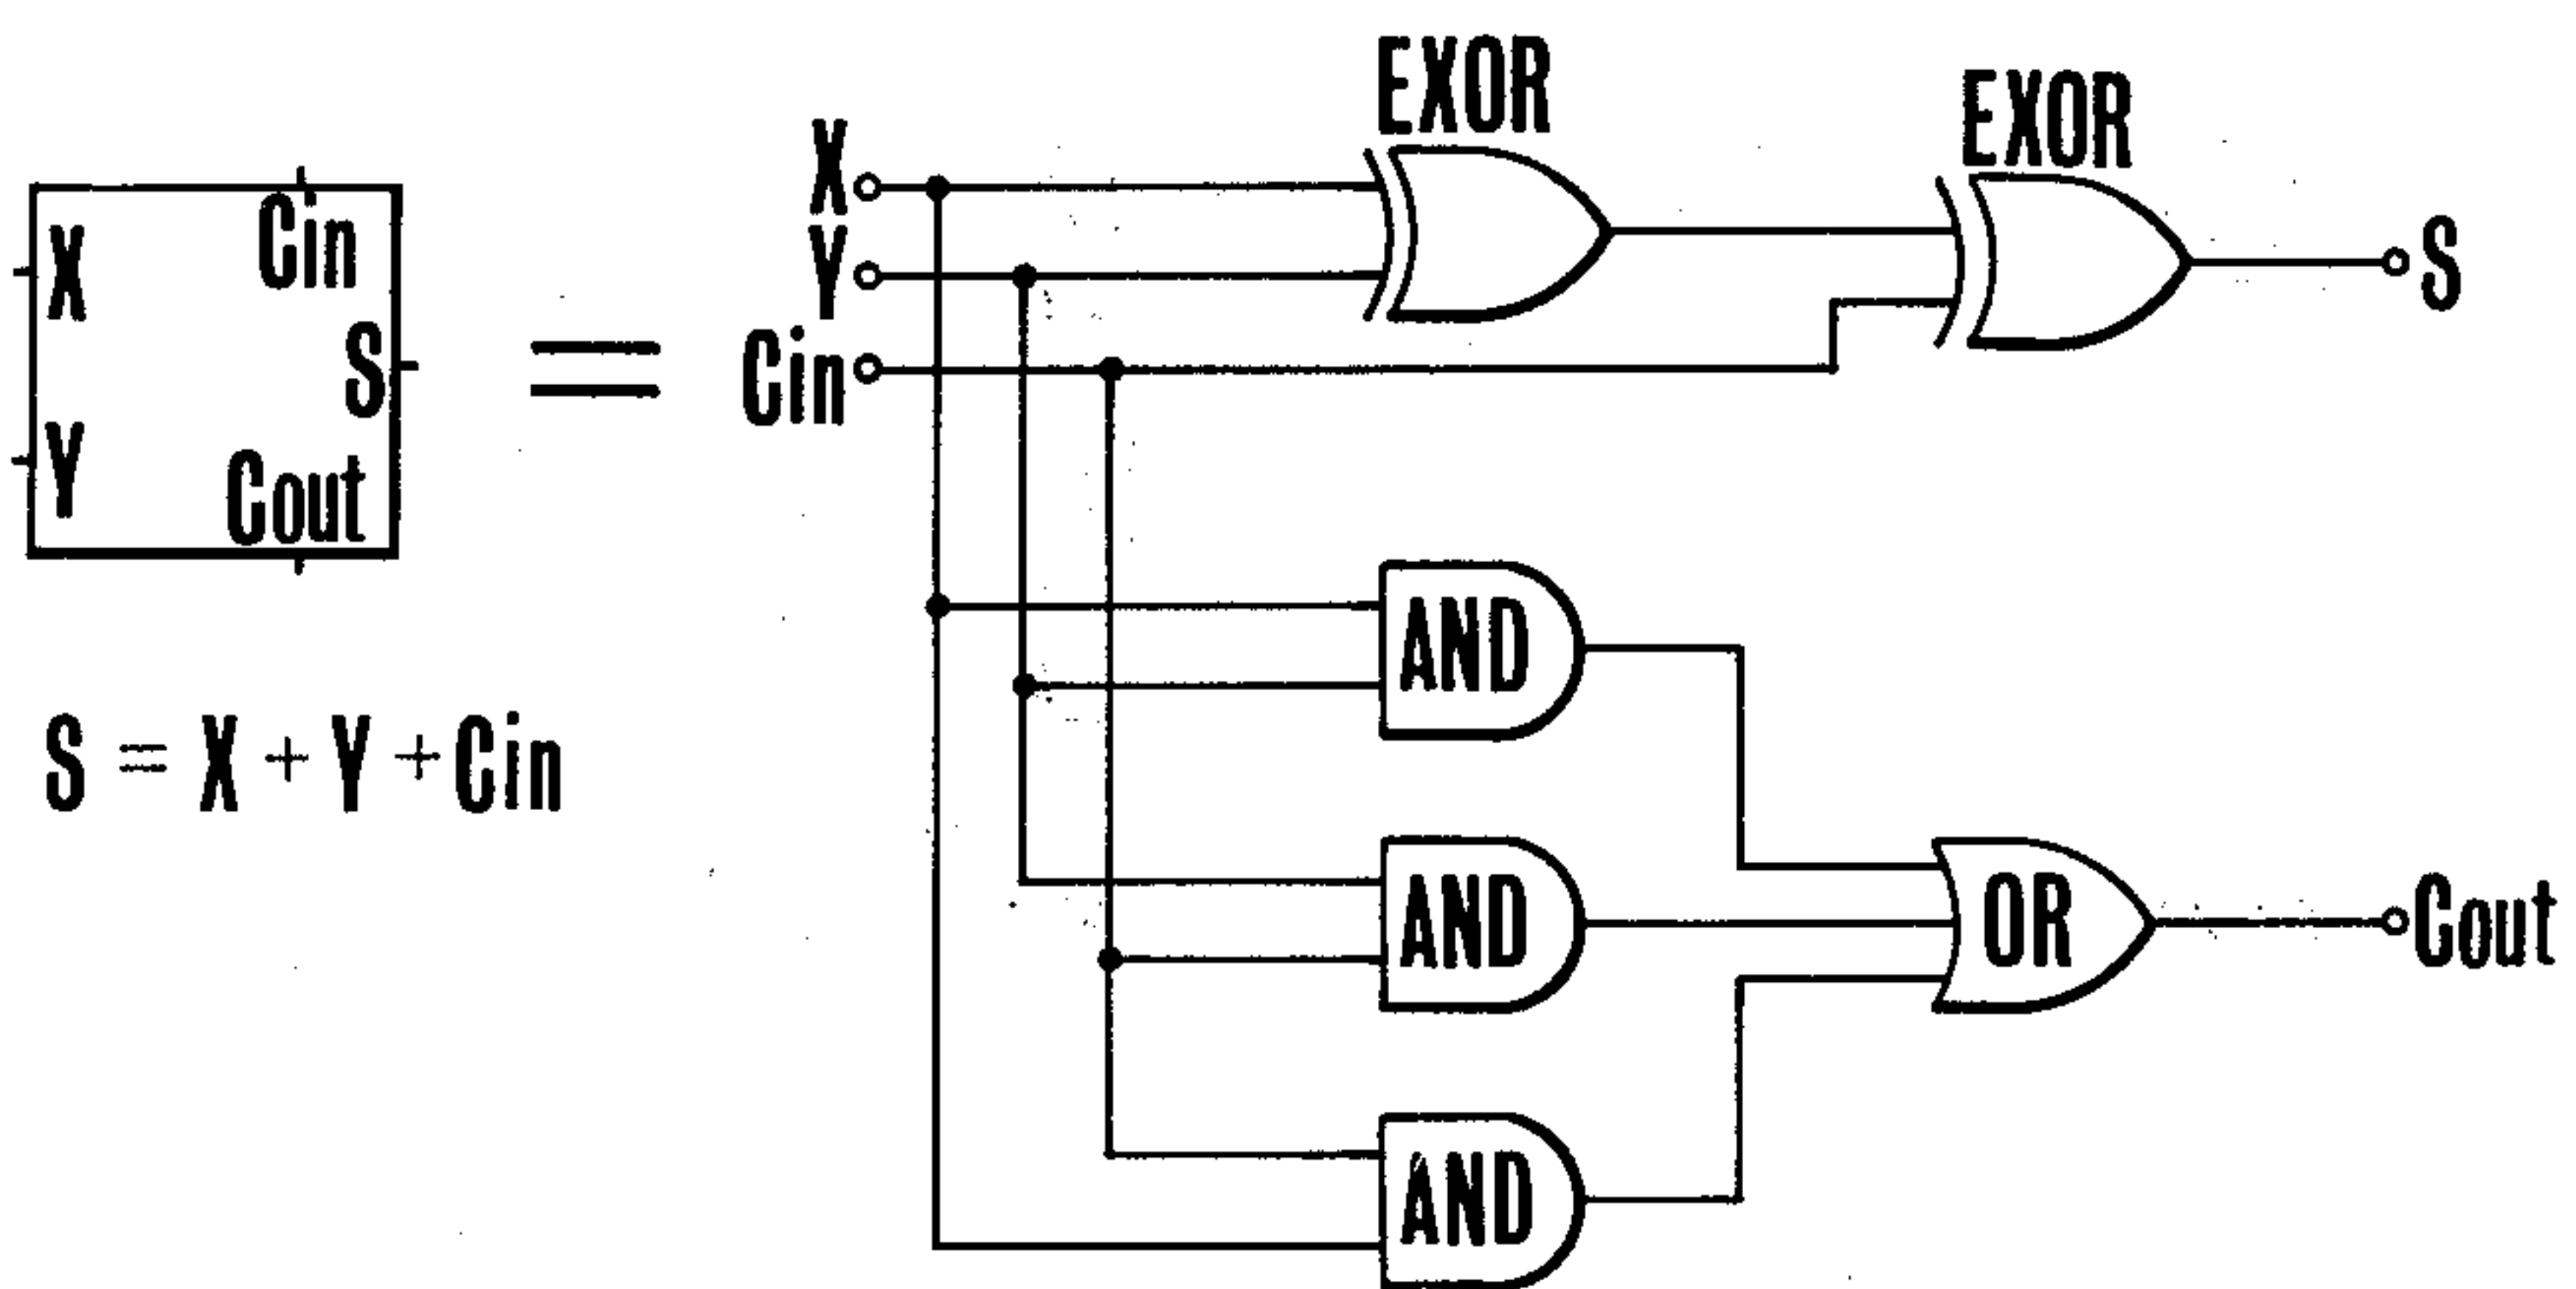 X
Cin
S
Y
Cout
S = X + Y + Cin
=
X
Y
Cin
EXOR
EXOR
S
AND
AND
AND
OR
Cout